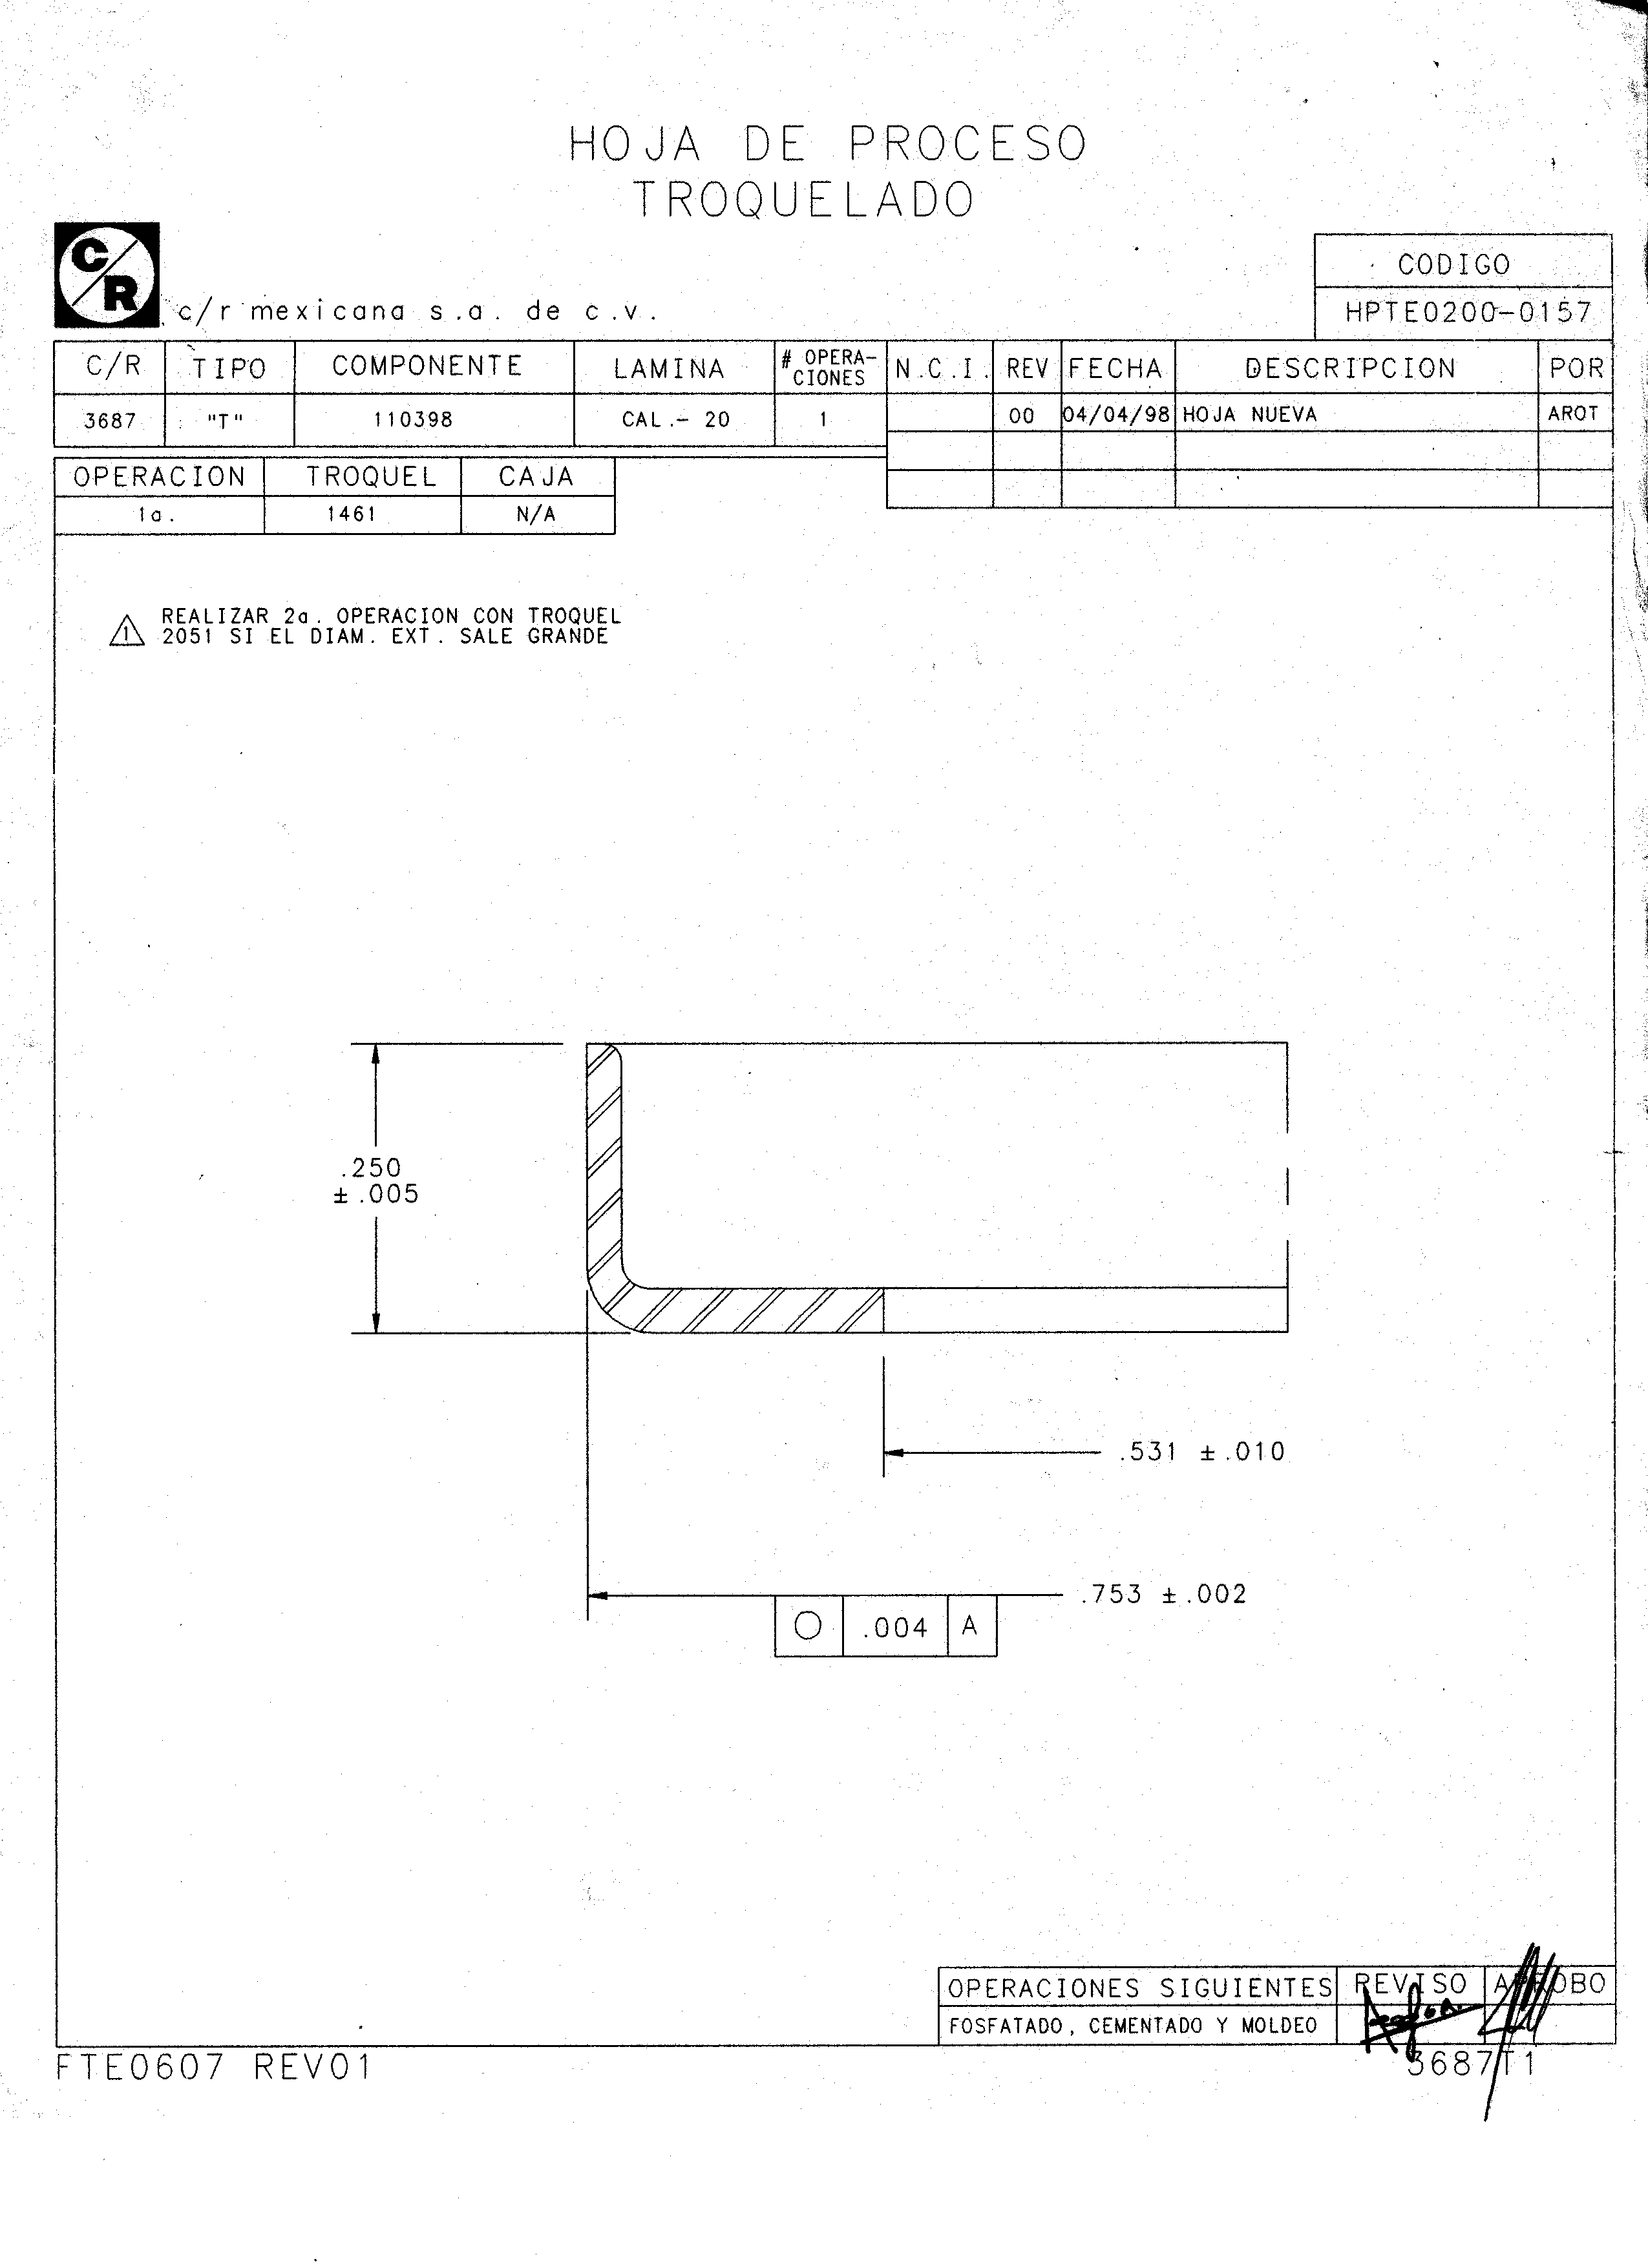 HOJA DE PROCESO
TROQUELADO
C/R
c/r mexicana s.a. de c.v.
CODIGO
HPTE0200-0157
C/R TIPO COMPONENTE LAMINA # OPERA-CIONES N.C.I. REV FECHA DESCRIPCION POR
3687 "T" 110398 CAL.- 20 1 00 04/04/98 HOJA NUEVA AROT
OPERACION TROQUEL CAJA
1a. 1461 N/A
1 REALIZAR 2a. OPERACION CON TROQUEL
2051 SI EL DIAM. EXT. SALE GRANDE
.250
±.005
.531 ±.010
.753 ±.002
.004 A
OPERACIONES SIGUIENTES REVISO APROBO
FOSFATADO, CEMENTADO Y MOLDEO
FTE0607 REV01
3687T1